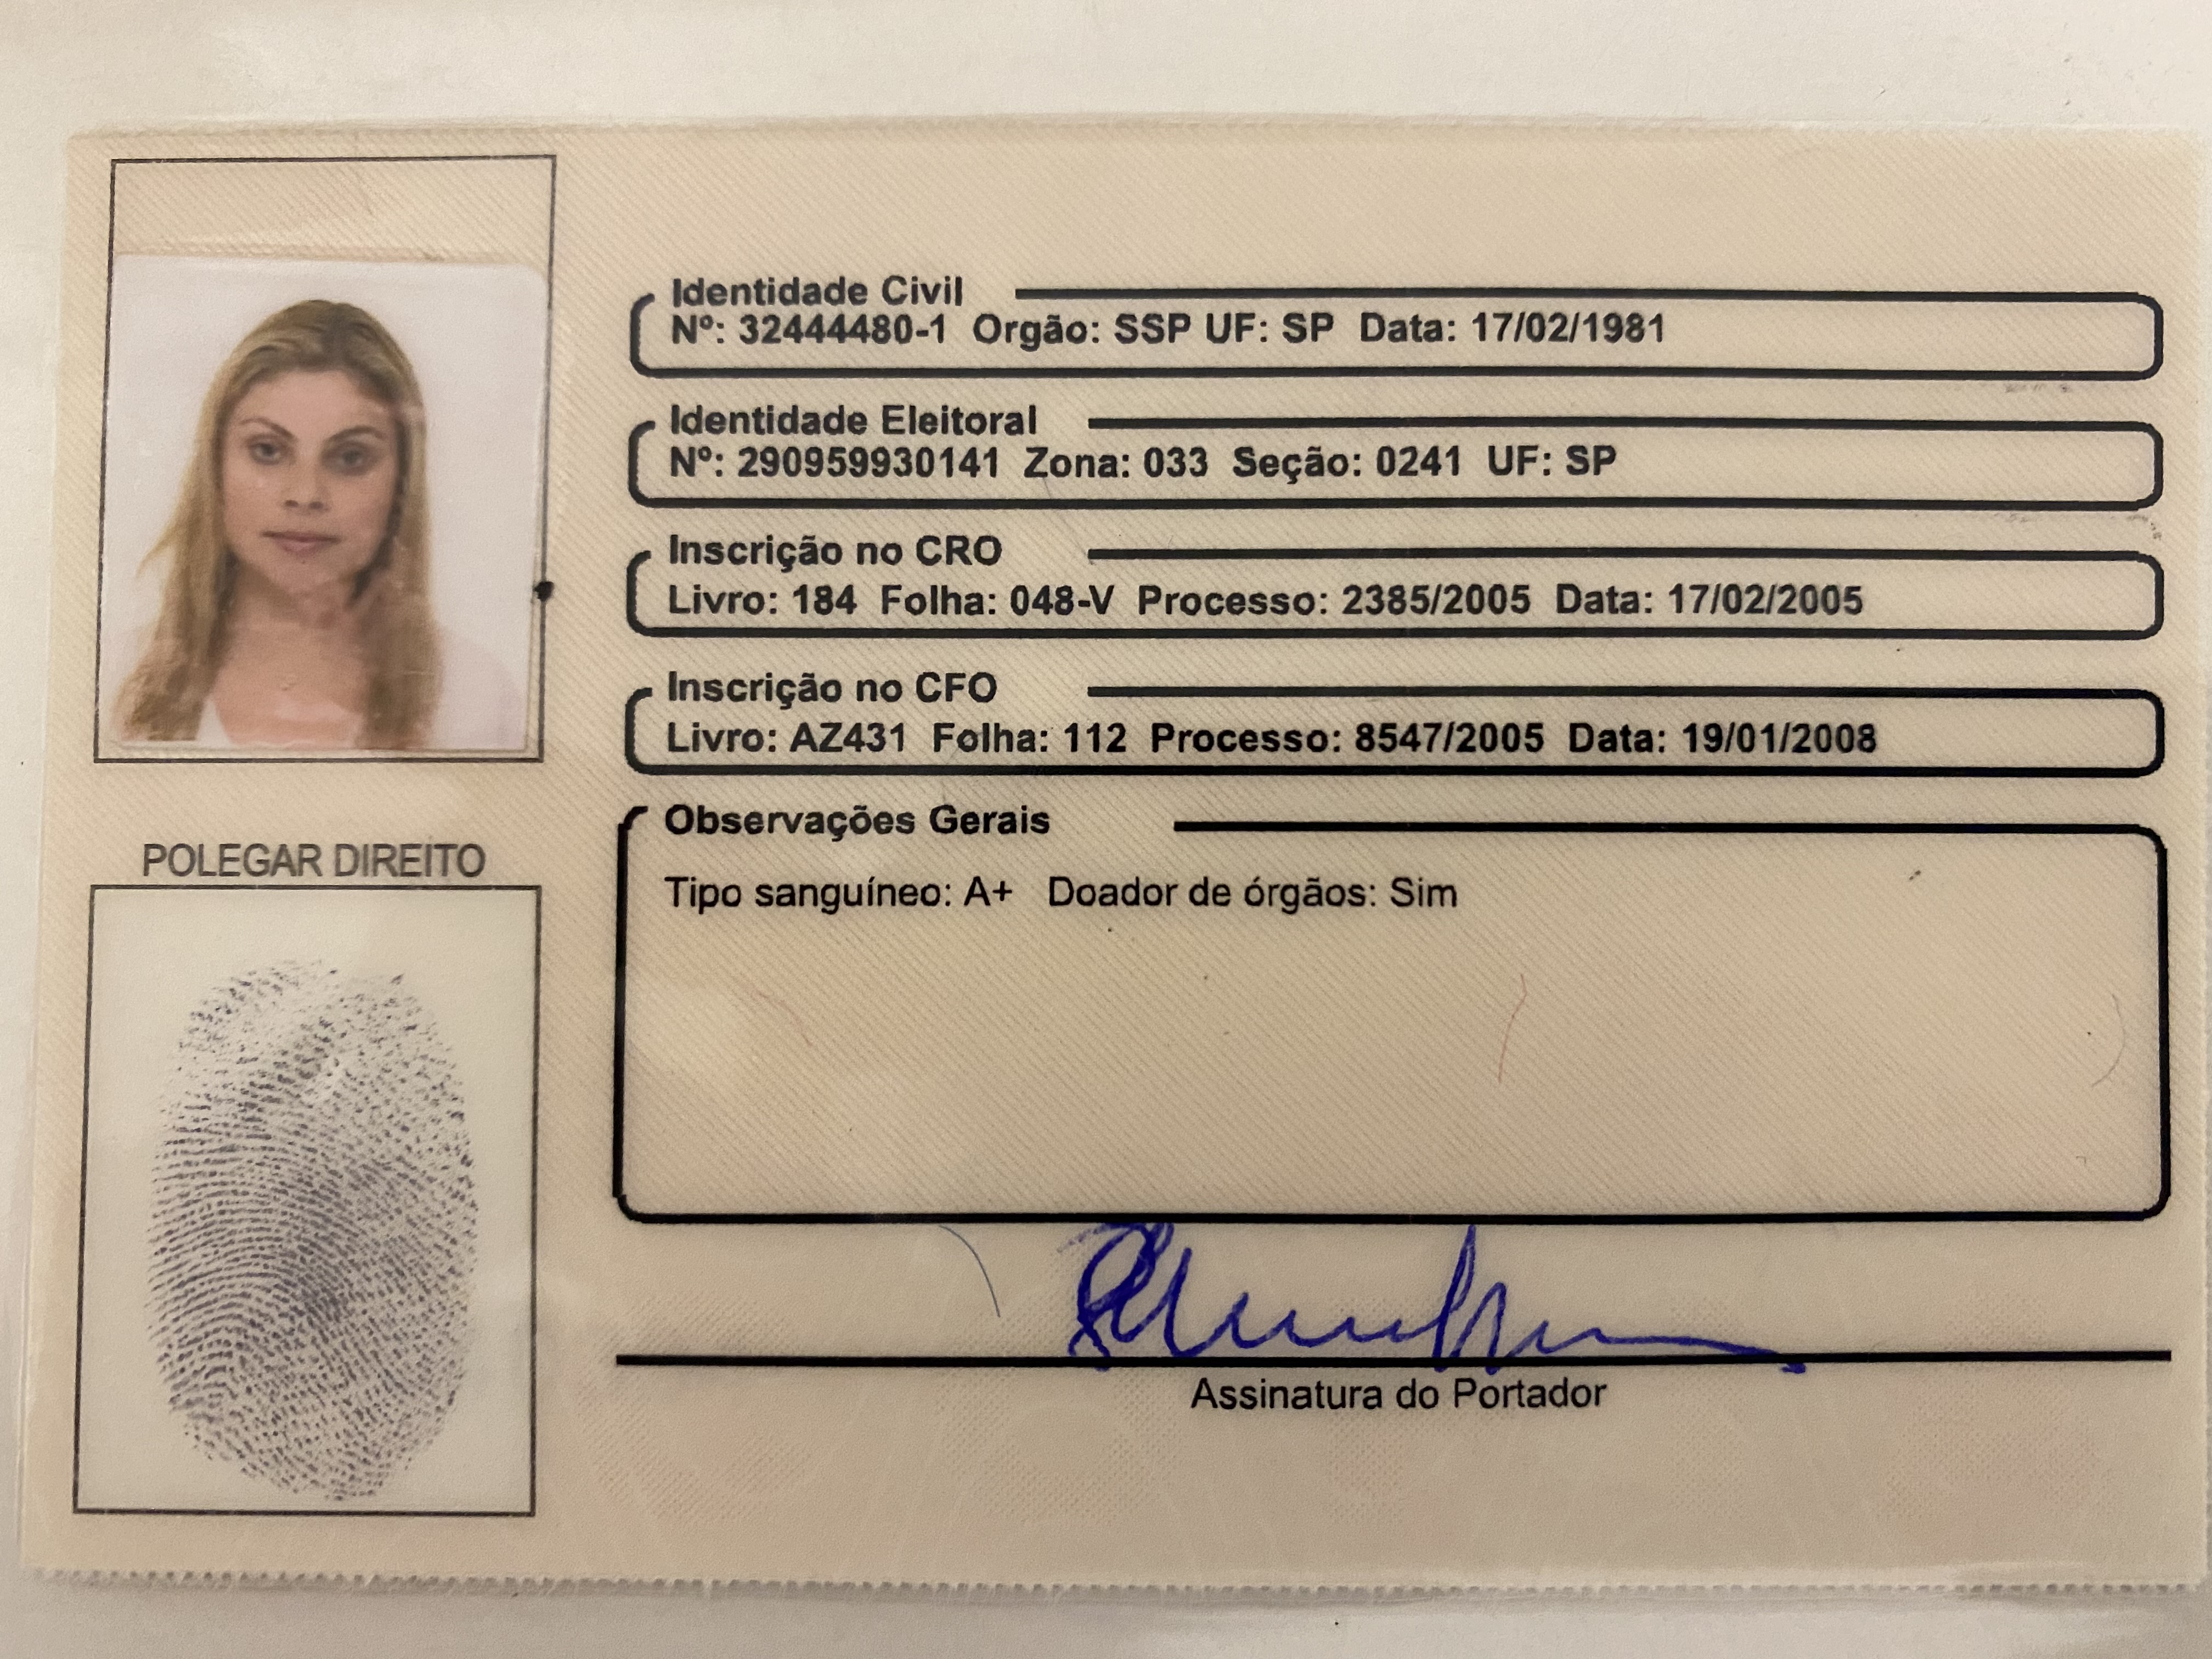 Identidade Civil
Nº: 32444480-1 Orgão: SSP UF: SP Data: 17/02/1981
Identidade Eleitoral
Nº: 290959930141 Zona: 033 Seção: 0241 UF: SP
Inscrição no CRO
Livro: 184 Folha: 048-V Processo: 2385/2005 Data: 17/02/2005
Inscrição no CFO
Livro: AZ431 Folha: 112 Processo: 8547/2005 Data: 19/01/2008
Observações Gerais
Tipo sanguíneo: A+ Doador de órgãos: Sim
POLEGAR DIREITO
Assinatura do Portador